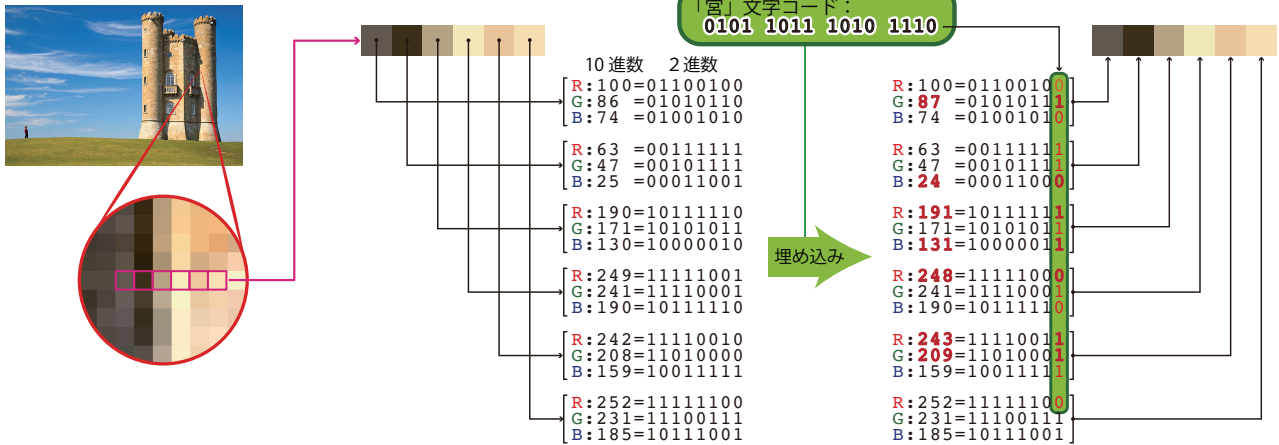 「宮」文字コード：
0101 1011 1010 1110
10進数 2進数
R:100=01100100
G:86 =01010110
B:74 =01001010
R:63 =00111111
G:47 =00101111
B:25 =00011001
R:190=10111110
G:171=10101011
B:130=10000010
R:249=11111001
G:241=11110001
B:190=10111110
R:242=11110010
G:208=11010000
B:159=10011111
R:252=11111100
G:231=11100111
B:185=10111001
埋め込み
R:100=01100100
G:87 =01010111
B:74 =01001010
R:63 =00111111
G:47 =00101111
B:24 =00011000
R:191=10111111
G:171=10101011
B:131=10000011
R:248=11111000
G:241=11110001
B:190=10111110
R:243=11110011
G:209=11010001
B:159=10011111
R:252=11111100
G:231=11100111
B:185=10111001